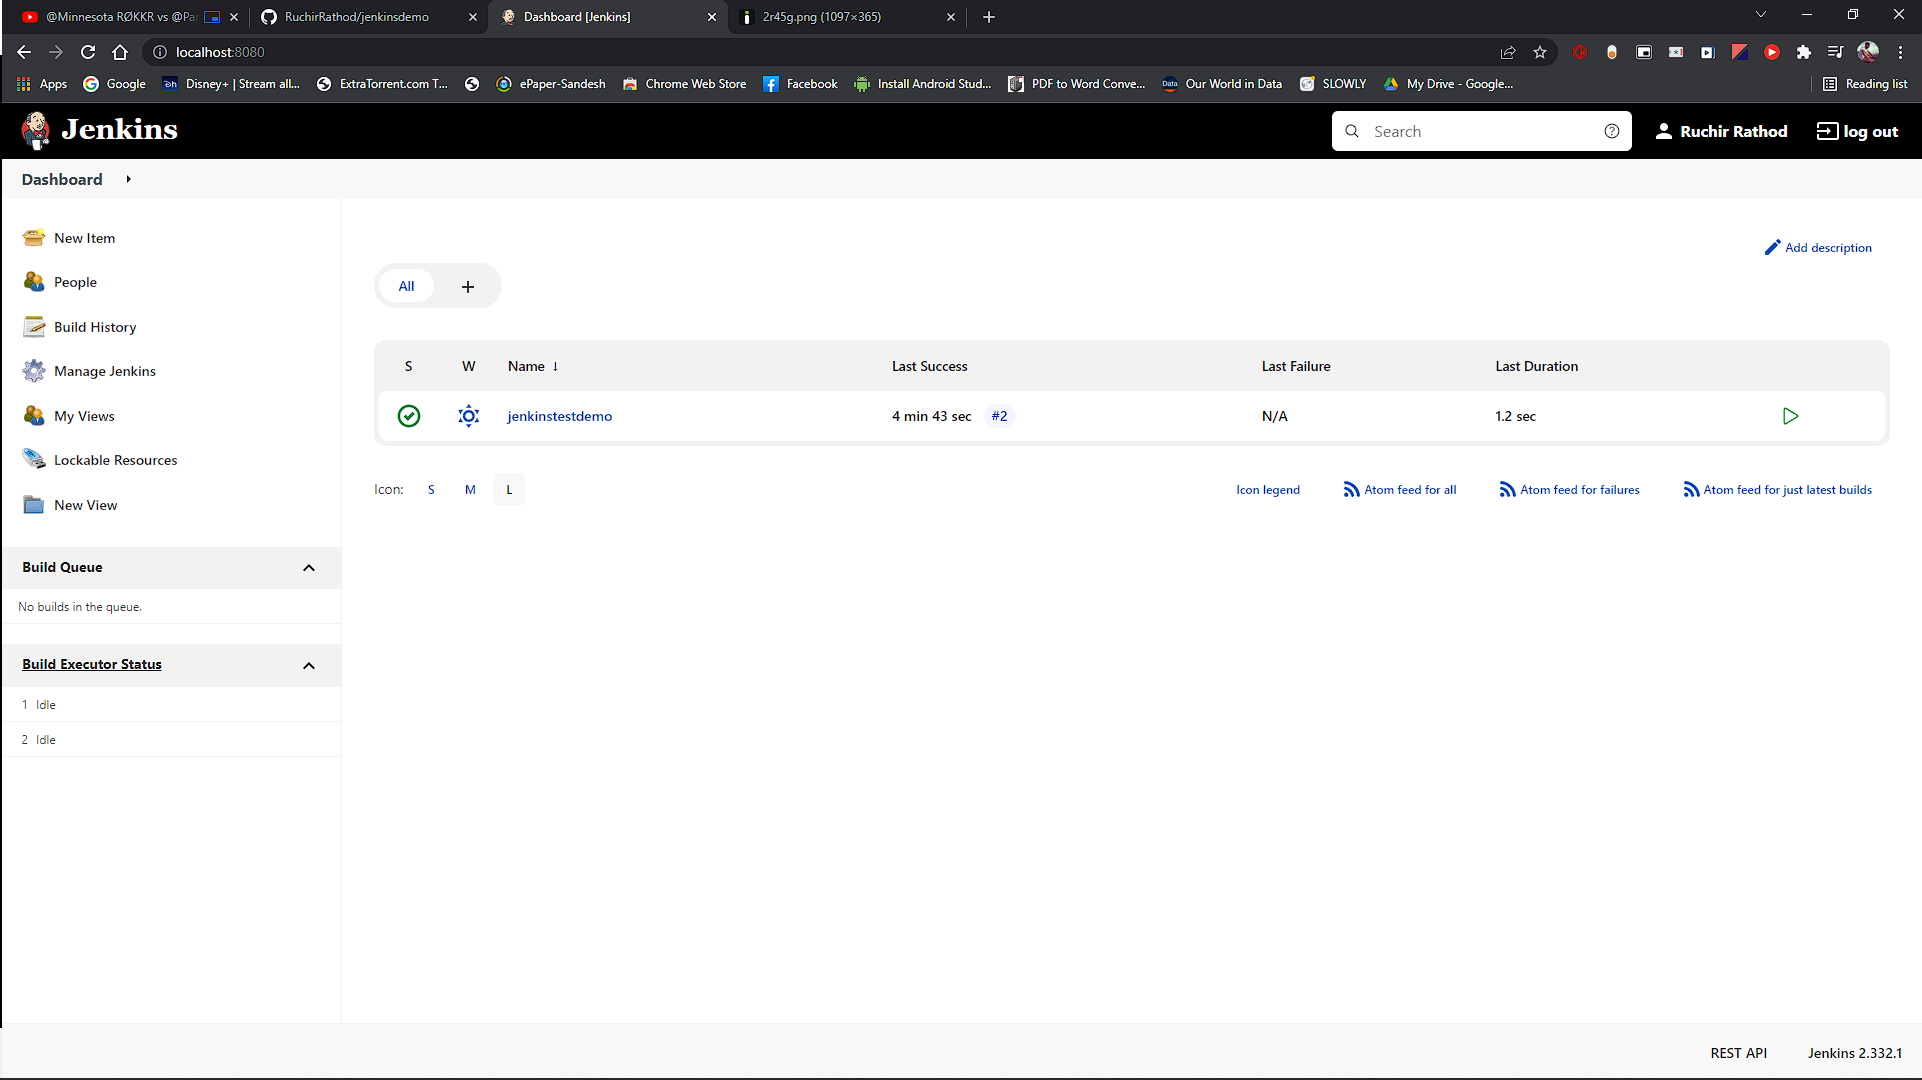 @Minnesota RØKKR vs @Par
RuchirRathod/jenkinsdemo
Dashboard [Jenkins]
2r45g.png (1097×365)
localhost:8080
Apps
Google
Disney+ | Stream all...
ExtraTorrent.com T...
ePaper-Sandesh
Chrome Web Store
Facebook
Install Android Stud...
PDF to Word Conve...
Our World in Data
SLOWLY
My Drive - Google...
Reading list
Jenkins
Search
Ruchir Rathod
log out
Dashboard
New Item
People
Build History
Manage Jenkins
My Views
Lockable Resources
New View
Build Queue
No builds in the queue.
Build Executor Status
1 Idle
2 Idle
Add description
All +
S W Name ↓ Last Success Last Failure Last Duration
jenkinstestdemo 4 min 43 sec #2 N/A 1.2 sec
Icon: S M L
Icon legend
Atom feed for all
Atom feed for failures
Atom feed for just latest builds
REST API
Jenkins 2.332.1